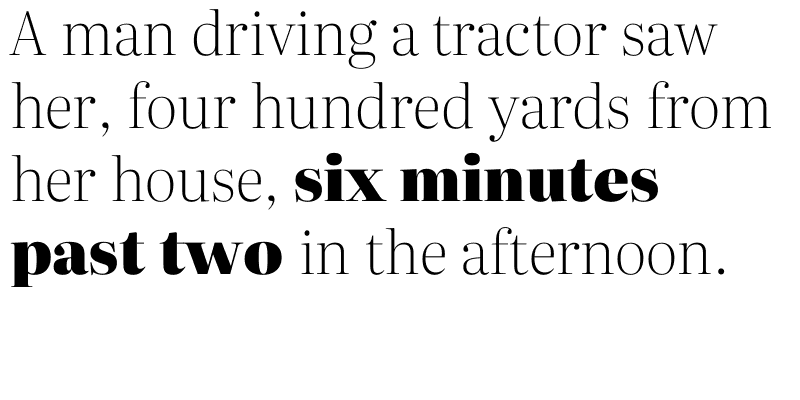 A man driving a tractor saw
her, four hundred yards from
her house, six minutes
past two in the afternoon.